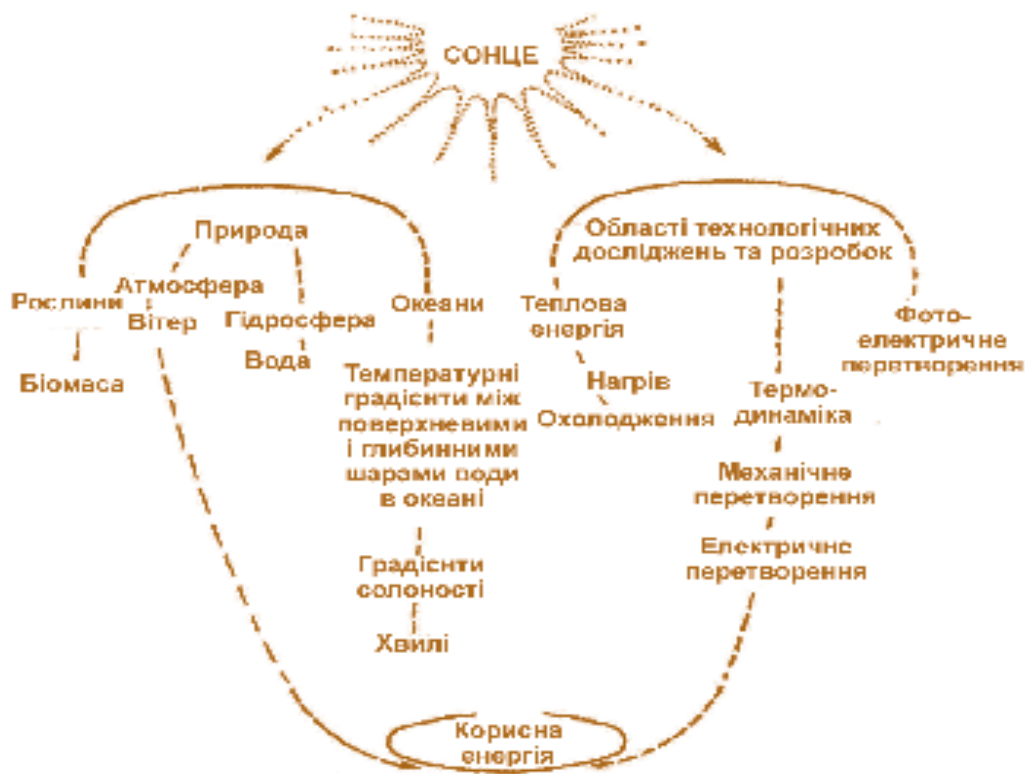 СОНЦЕ
Природа
Атмосфера
Рослини
Вітер
Гідросфера
Вода
Біомаса
Океани
Температурні
градієнти між
поверхневими
і глибинними
шарами води
в океані
Градієнти
солоності
Хвилі
Області технологічних
досліджень та розробок
Теплова
енергія
Нагрів
Охолодження
Термо-
динаміка
Механічне
перетворення
Електричне
перетворення
Фото-
електричне
перетворення
Корисна
енергія